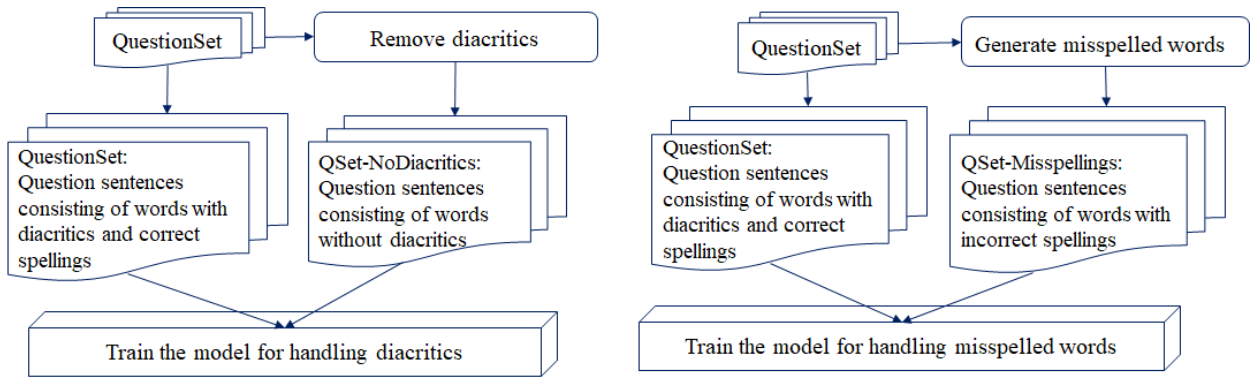 QuestionSet
Remove diacritics
QuestionSet:
Question sentences
consisting of words with
diacritics and correct
spellings
QSet-NoDiacritics:
Question sentences
consisting of words
without diacritics
Train the model for handling diacritics
QuestionSet
Generate misspelled words
QuestionSet:
Question sentences
consisting of words with
diacritics and correct
spellings
QSet-Misspellings:
Question sentences
consisting of words with
incorrect spellings
Train the model for handling misspelled words